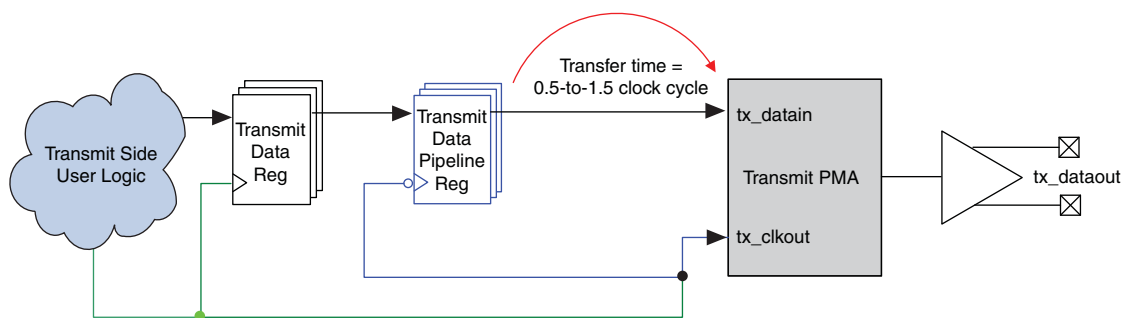 Transfer time =
0.5-to-1.5 clock cycle
Transmit Side
User Logic
Transmit
Data
Reg
Transmit
Data
Pipeline
Reg
tx_datain
Transmit PMA
tx_clkout
tx_dataout